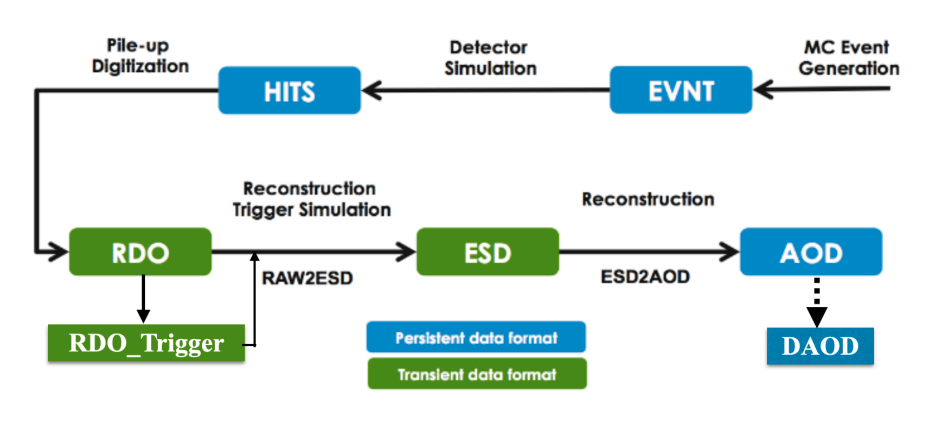 Pile-up
Digitization
HITS
Detector
Simulation
EVNT
MC Event
Generation
RDO
Reconstruction
Trigger Simulation
RAW2ESD
ESD
Reconstruction
ESD2AOD
AOD
RDO_Trigger
Persistent data format
Transient data format
DAOD